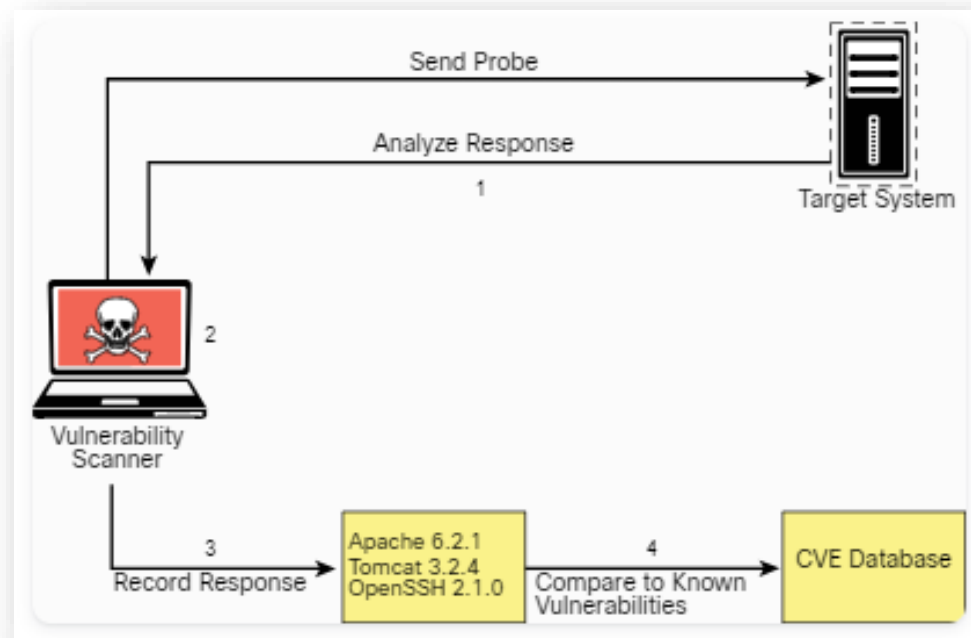 Send Probe
Analyze Response
1
Target System
2
Vulnerability
Scanner
3
Record Response
Apache 6.2.1
Tomcat 3.2.4
OpenSSH 2.1.0
4
Compare to Known
Vulnerabilities
CVE Database